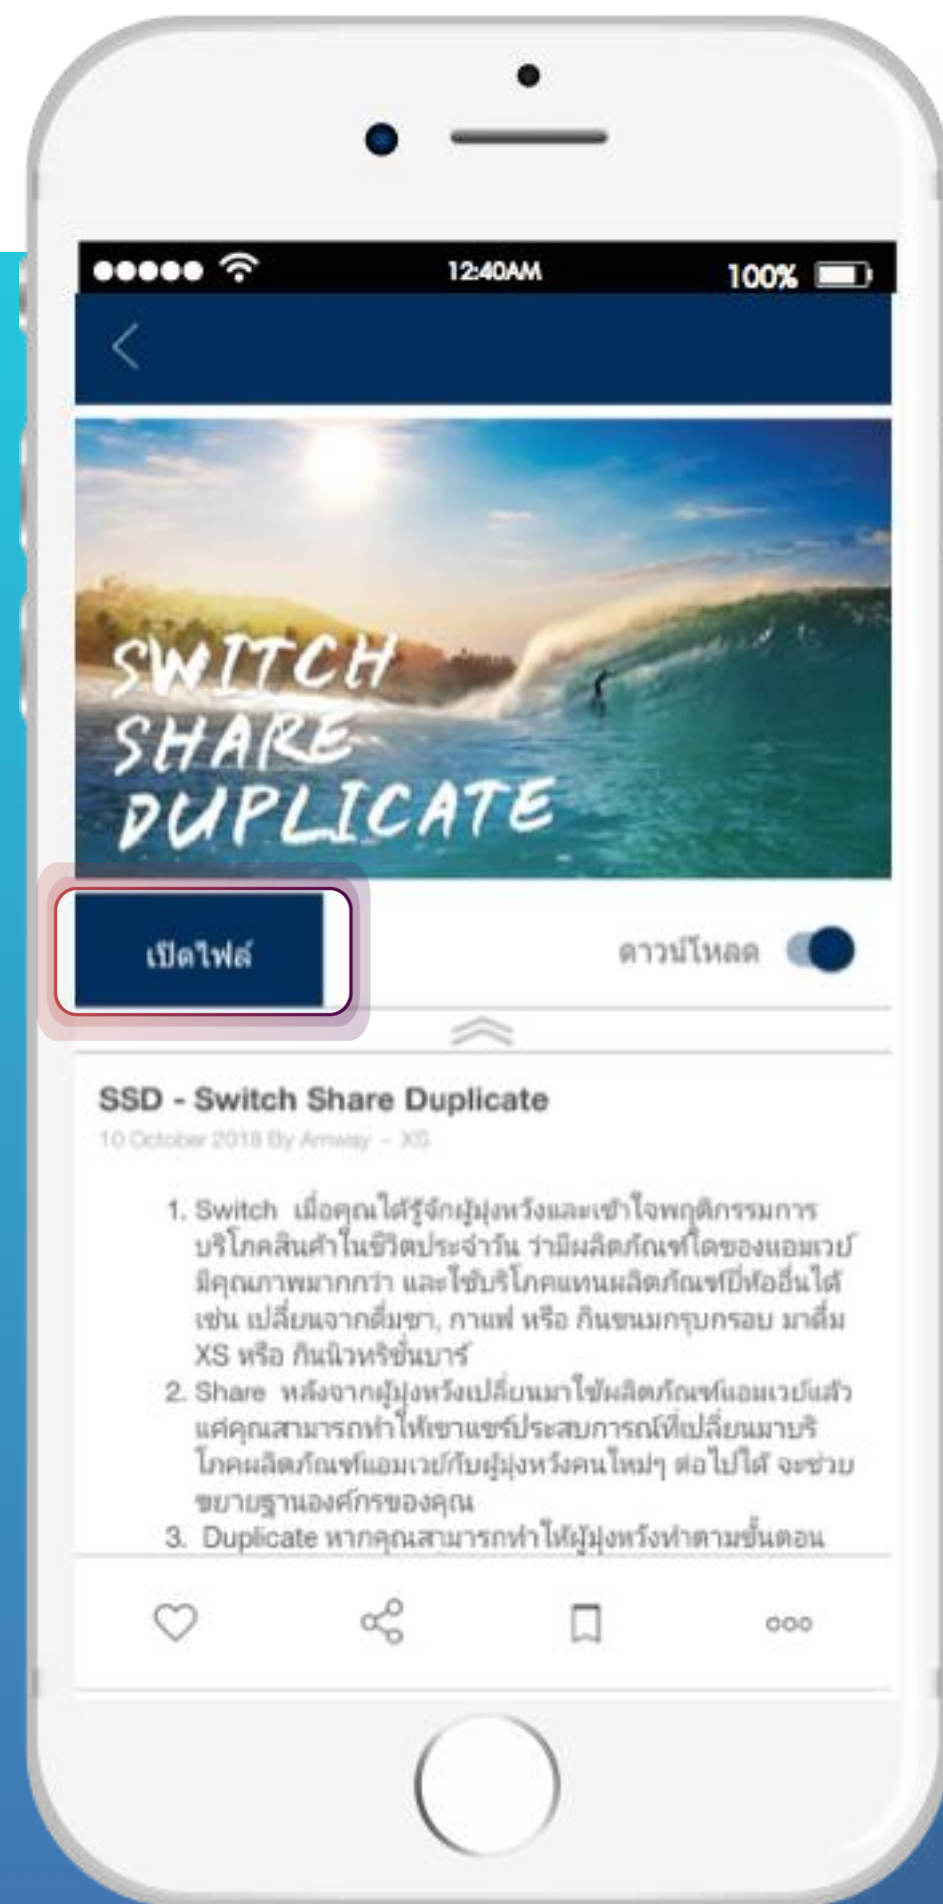 12:40AM 100%
SWITCH
SHARE
DUPLICATE
เปิดไฟล์ ดาวน์โหลด
SSD - Switch Share Duplicate
10 October 2018 By Amway - XS
1. Switch เมื่อคุณได้รู้จักผู้มุ่งหวังและเข้าใจพฤติกรรมการ
บริโภคสินค้าในชีวิตประจำวัน ว่ามีผลิตภัณฑ์ใดของแอมเวย์
มีคุณภาพมากกว่า และใช้บริโภคแทนผลิตภัณฑ์ยี่ห้ออื่นได้
เช่น เปลี่ยนจากดื่มชา, กาแฟ หรือ กินขนมกรุบกรอบ มาดื่ม
XS หรือ กินนิวทริชั่นบาร์
2. Share หลังจากผู้มุ่งหวังเปลี่ยนมาใช้ผลิตภัณฑ์แอมเวย์แล้ว
แค่คุณสามารถทำให้เขาแชร์ประสบการณ์ที่เปลี่ยนมาบริ
โภคผลิตภัณฑ์แอมเวย์กับผู้มุ่งหวังคนใหม่ๆ ต่อไปได้ จะช่วย
ขยายฐานองค์กรของคุณ
3. Duplicate หากคุณสามารถทำให้ผู้มุ่งหวังทำตามขั้นตอน